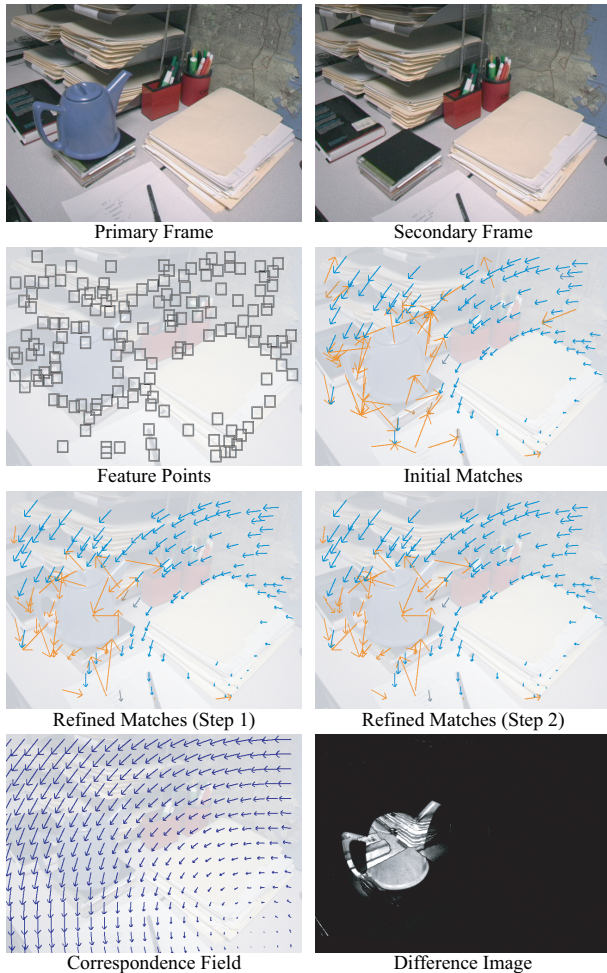 Primary Frame
Secondary Frame
Feature Points
Initial Matches
Refined Matches (Step 1)
Refined Matches (Step 2)
Correspondence Field
Difference Image